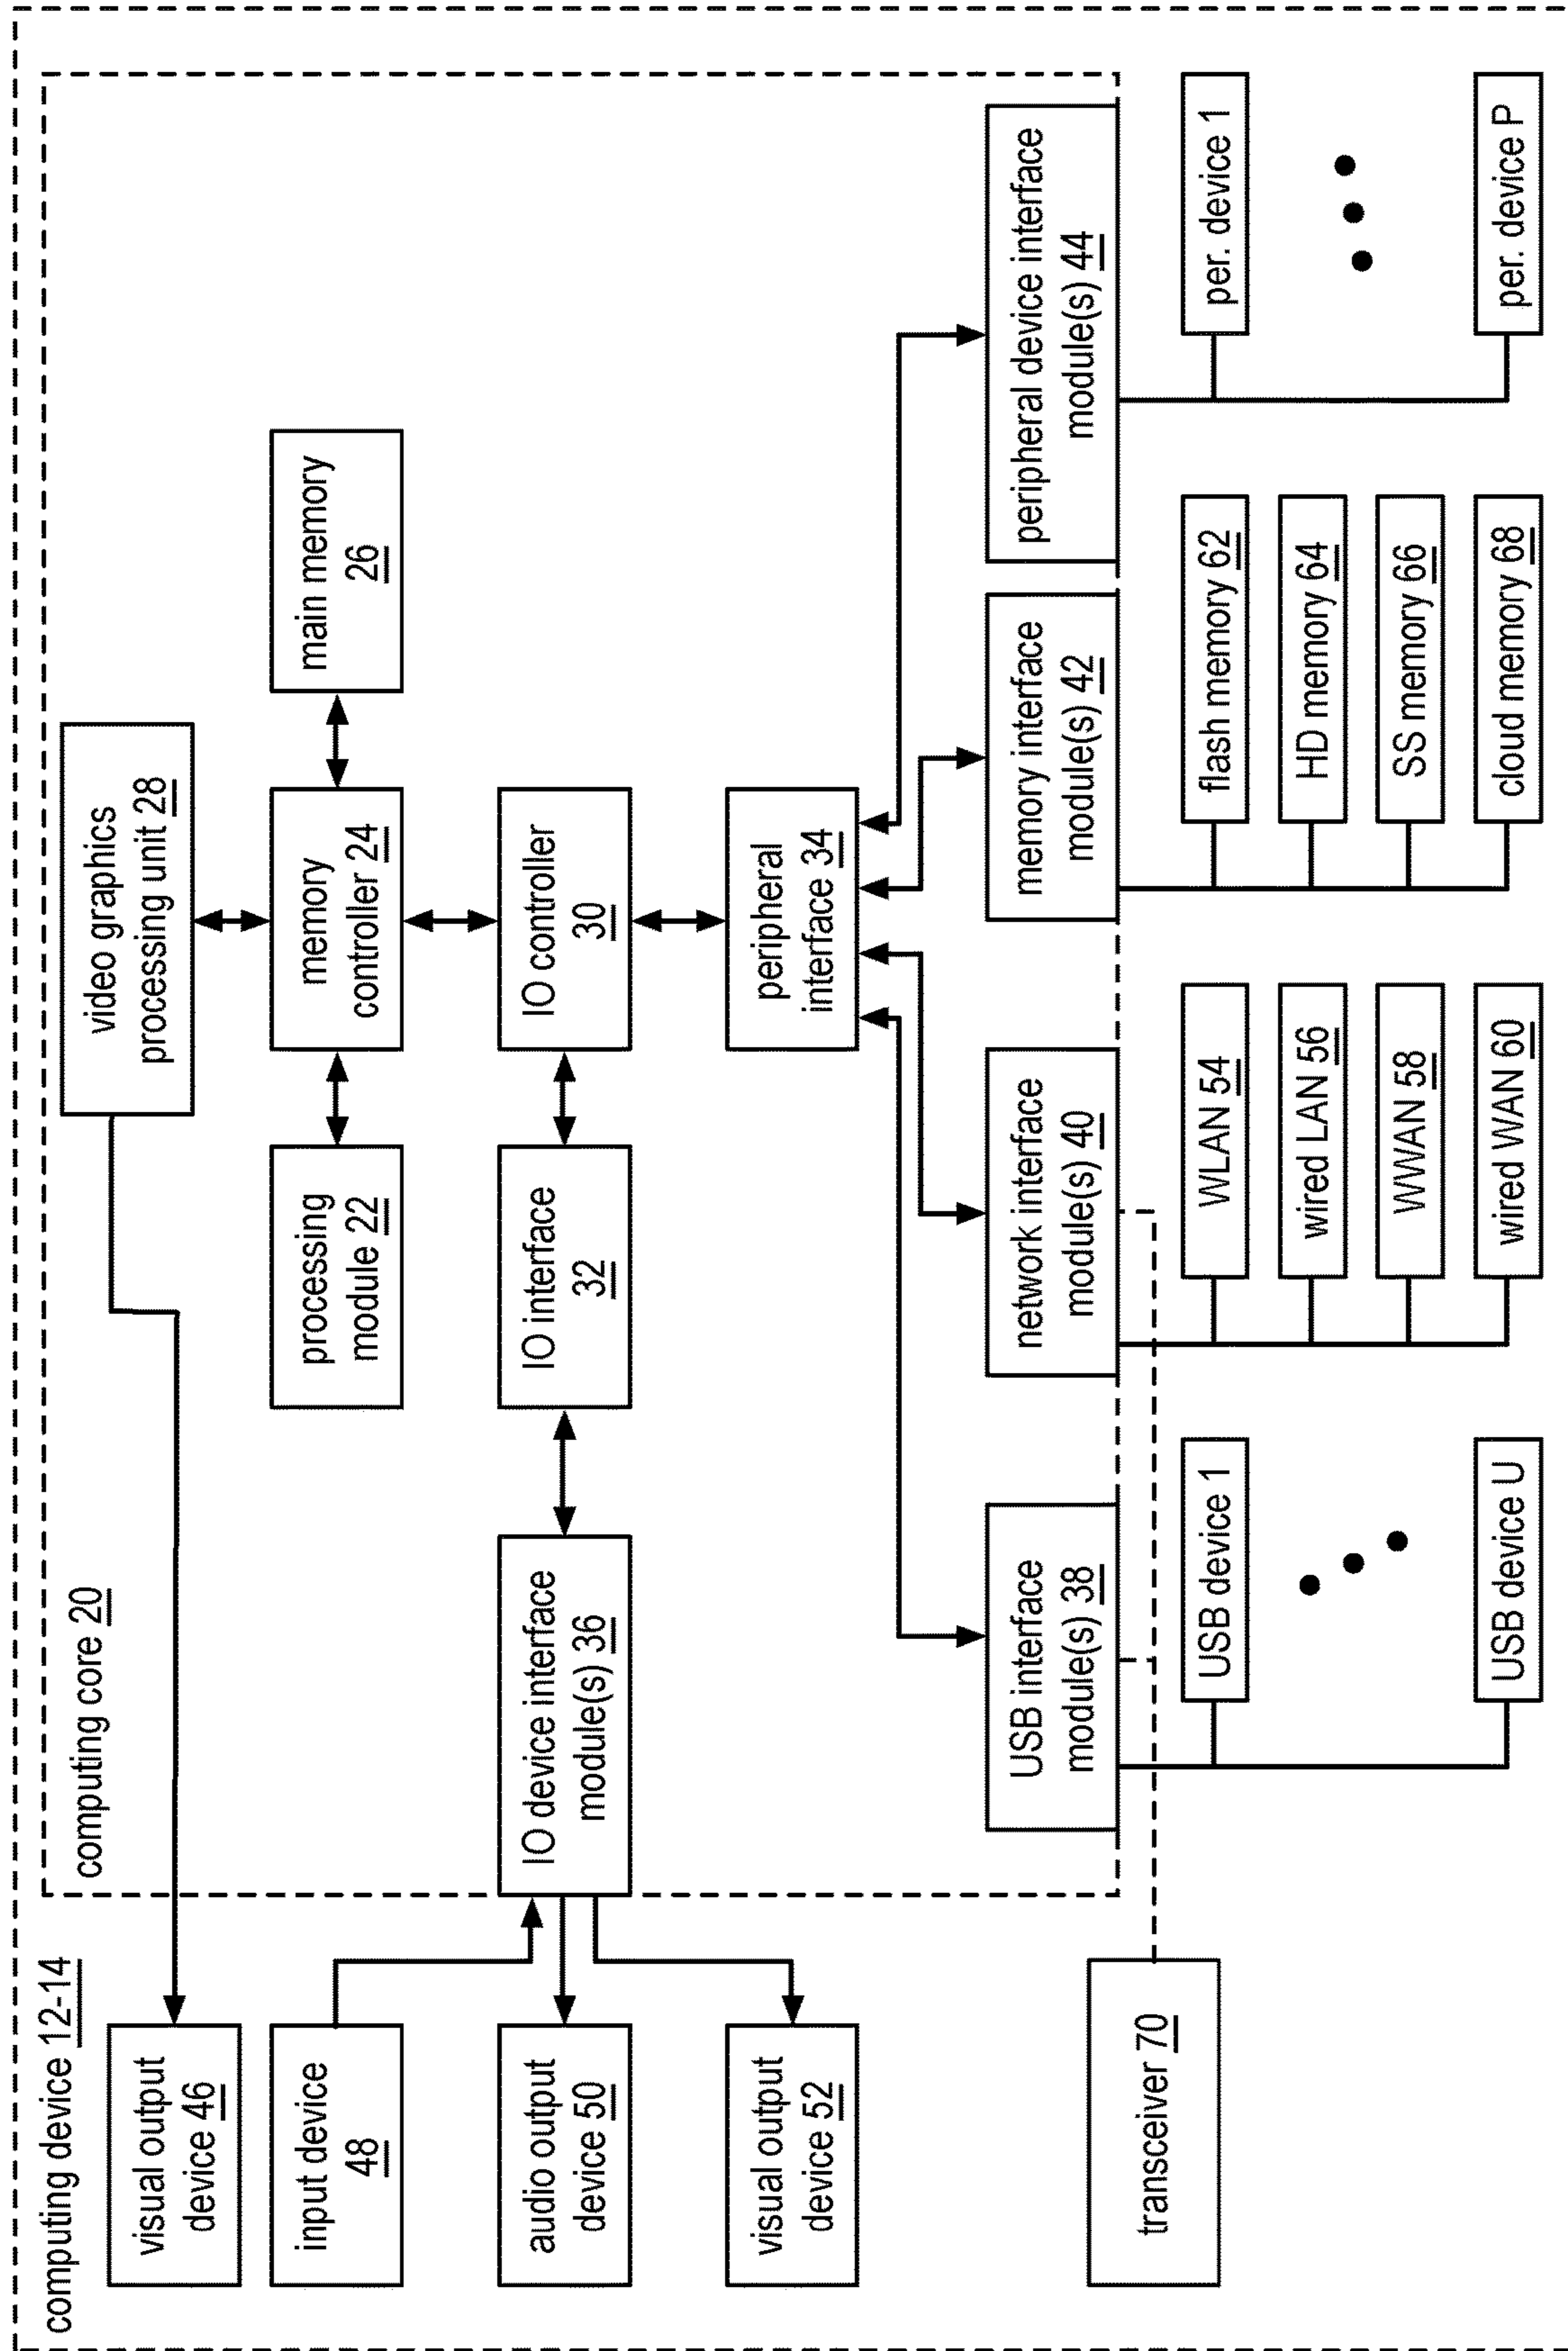 computing device 12-14
computing core 20
visual output
device 46
video graphics
processing unit 28
input device
48
processing
module 22
memory
controller 24
main memory
26
audio output
device 50
IO device interface
module(s) 36
IO interface
32
IO controller
30
visual output
device 52
peripheral
interface 34
transceiver 70
USB interface
module(s) 38
network interface
module(s) 40
memory interface
module(s) 42
peripheral device interface
module(s) 44
USB device 1
USB device U
WLAN 54
wired LAN 56
WWAN 58
wired WAN 60
flash memory 62
HD memory 64
SS memory 66
cloud memory 68
per. device 1
per. device P